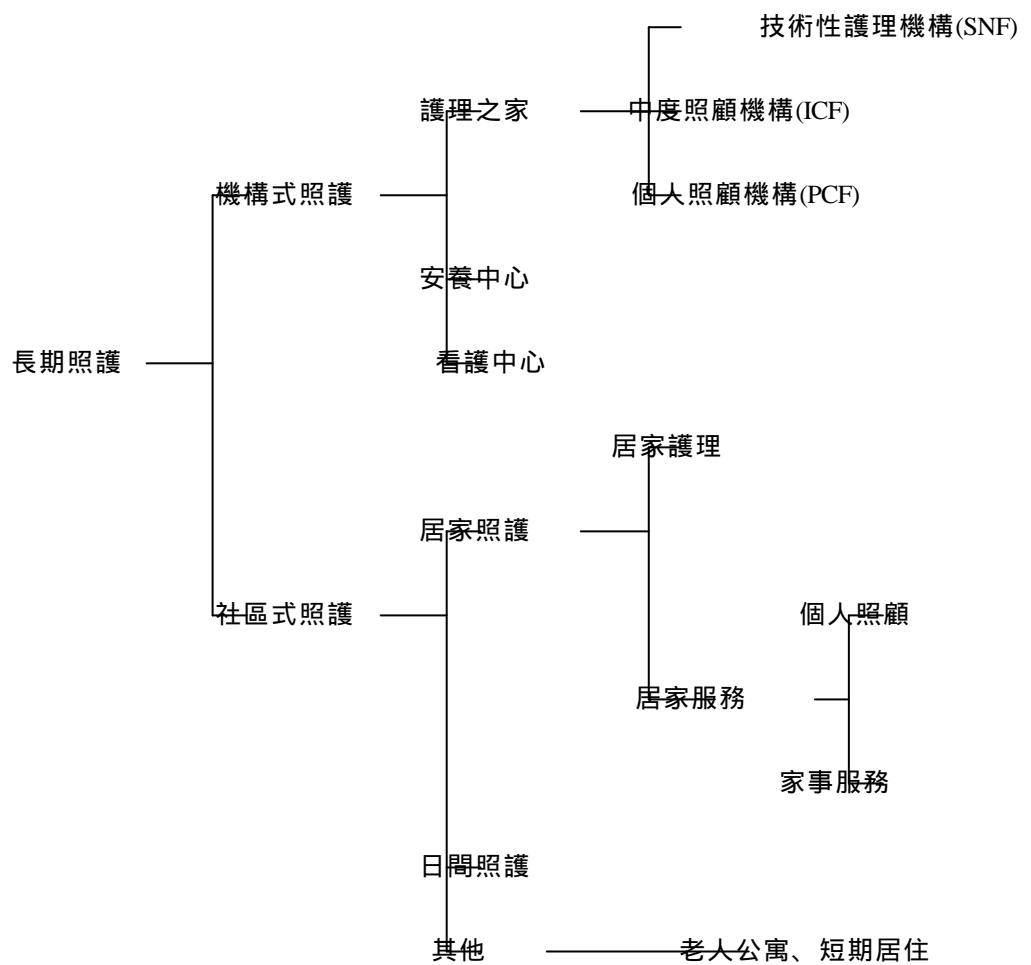 技術性護理機構(SNF)
護理之家 中度照顧機構(ICF)
機構式照護 個人照顧機構(PCF)
安養中心
長期照護 看護中心
居家護理
居家照護
社區式照護 個人照顧
居家服務
家事服務
日間照護
其他 老人公寓、短期居住